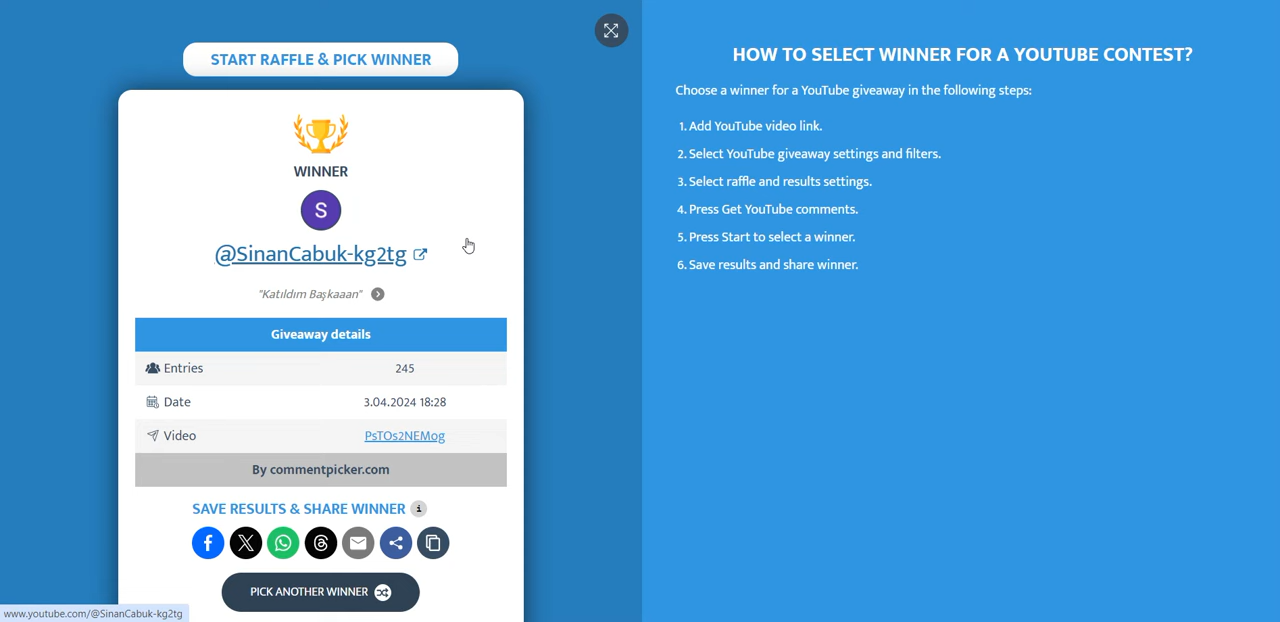 START RAFFLE & PICK WINNER
WINNER
S
@SinanCabuk-kg2tg
"Katıldım Başkaaan"
Giveaway details
Entries 245
Date 3.04.2024 18:28
Video PsTOs2NEMog
By commentpicker.com
SAVE RESULTS & SHARE WINNER i
PICK ANOTHER WINNER
www.youtube.com/@SinanCabuk-kg2tg
HOW TO SELECT WINNER FOR A YOUTUBE CONTEST?
Choose a winner for a YouTube giveaway in the following steps:
1. Add YouTube video link.
2. Select YouTube giveaway settings and filters.
3. Select raffle and results settings.
4. Press Get YouTube comments.
5. Press Start to select a winner.
6. Save results and share winner.